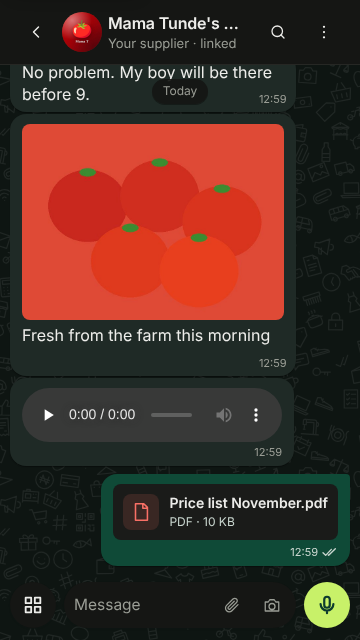 Mama Tunde's ...
Your supplier · linked
No problem. My boy will be there
before 9.
12:59
Today
Fresh from the farm this morning
12:59
0:00 / 0:00
12:59
Price list November.pdf
PDF · 10 KB
12:59
Message